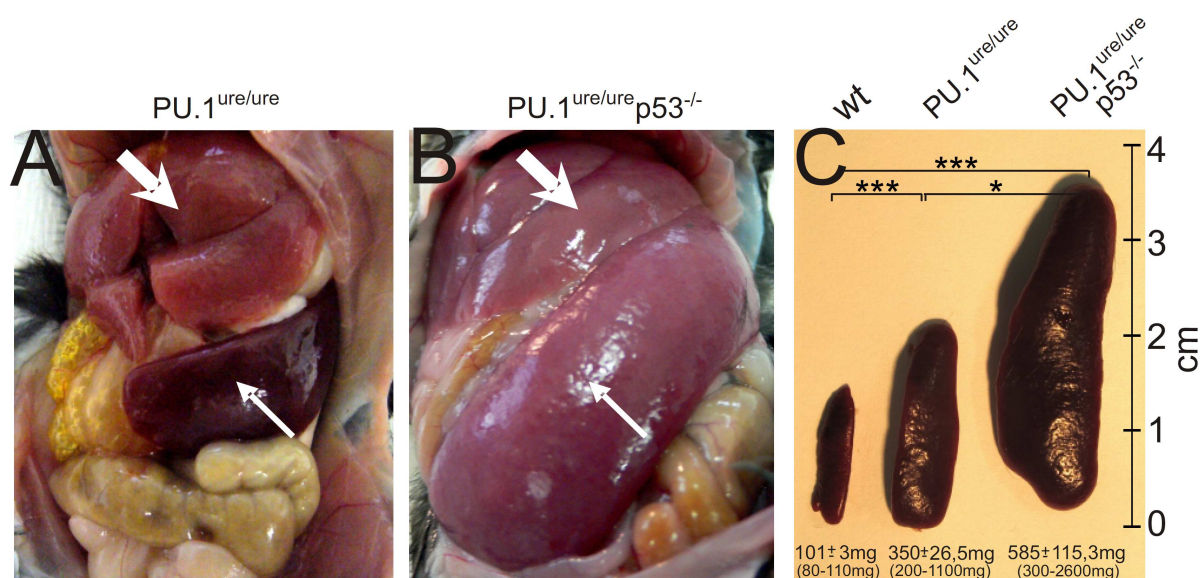 PU.1ure/ure
PU.1ure/urep53-/-
wt
PU.1ure/ure
PU.1ure/ure
p53-/-
A
B
C
***
***
*
4
3
2
1
0
cm
101±3mg
(80-110mg)
350±26,5mg
(200-1100mg)
585±115,3mg
(300-2600mg)